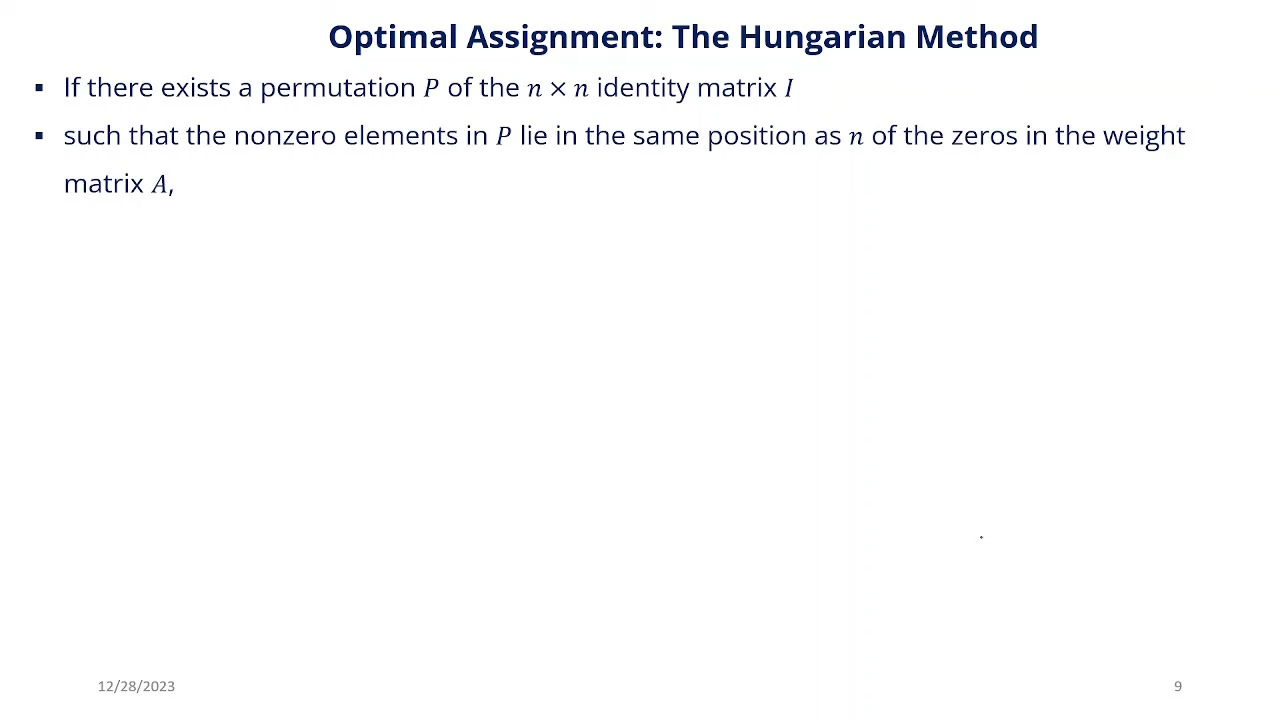 Optimal Assignment: The Hungarian Method
▪ If there exists a permutation P of the n × n identity matrix I
▪ such that the nonzero elements in P lie in the same position as n of the zeros in the weight
matrix A,
12/28/2023
9